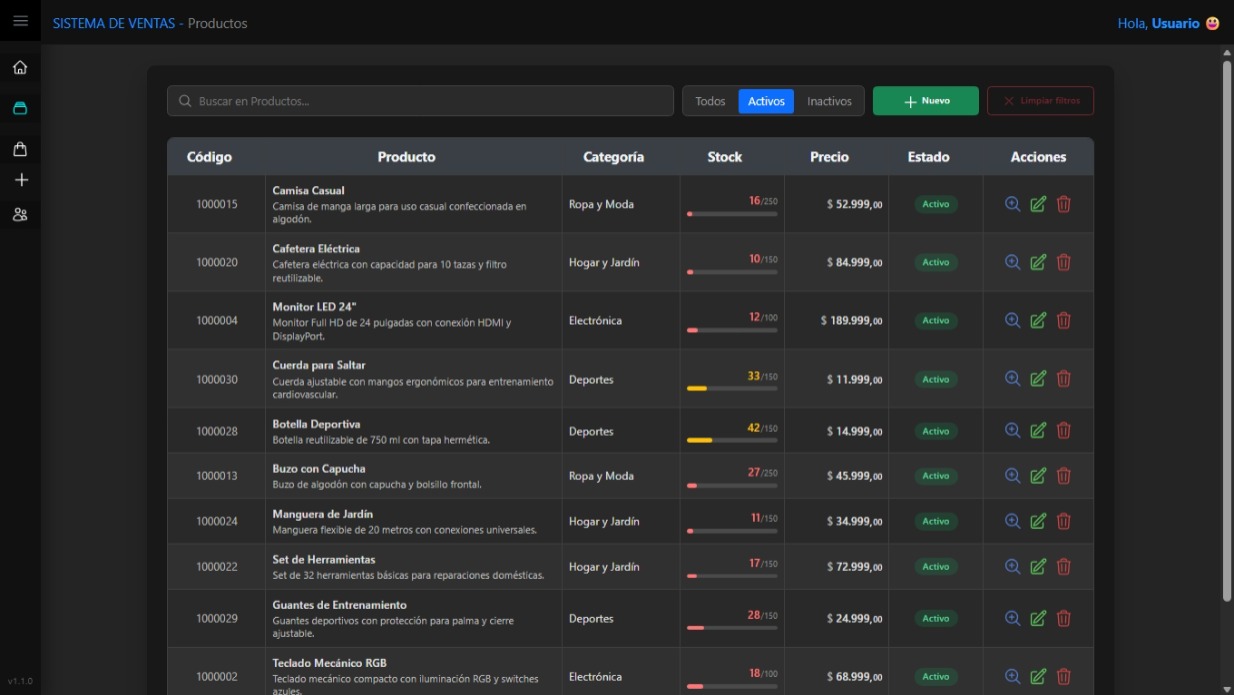 SISTEMA DE VENTAS - Productos
Hola, Usuario 😀
Buscar en Productos...
Todos
Activos
Inactivos
Nuevo
Limpiar filtros
Código Producto Categoría Stock Precio Estado Acciones
1000015
Camisa Casual
Camisa de manga larga para uso casual confeccionada en
algodón.
Ropa y Moda
16/250
$ 52.999,00
Activo
1000020
Cafetera Eléctrica
Cafetera eléctrica con capacidad para 10 tazas y filtro
reutilizable.
Hogar y Jardín
10/150
$ 84.999,00
Activo
1000004
Monitor LED 24"
Monitor Full HD de 24 pulgadas con conexión HDMI y
DisplayPort.
Electrónica
12/100
$ 189.999,00
Activo
1000030
Cuerda para Saltar
Cuerda ajustable con mangos ergonómicos para entrenamiento
cardiovascular.
Deportes
33/150
$ 11.999,00
Activo
1000028
Botella Deportiva
Botella reutilizable de 750 ml con tapa hermética.
Deportes
42/150
$ 14.999,00
Activo
1000013
Buzo con Capucha
Buzo de algodón con capucha y bolsillo frontal.
Ropa y Moda
27/250
$ 45.999,00
Activo
1000024
Manguera de Jardín
Manguera flexible de 20 metros con conexiones universales.
Hogar y Jardín
11/150
$ 34.999,00
Activo
1000022
Set de Herramientas
Set de 32 herramientas básicas para reparaciones domésticas.
Hogar y Jardín
17/150
$ 72.999,00
Activo
1000029
Guantes de Entrenamiento
Guantes deportivos con protección para palma y cierre
ajustable.
Deportes
28/150
$ 24.999,00
Activo
1000002
Teclado Mecánico RGB
Teclado mecánico compacto con iluminación RGB y switches
azules.
Electrónica
18/100
$ 68.999,00
Activo
v1.1.0